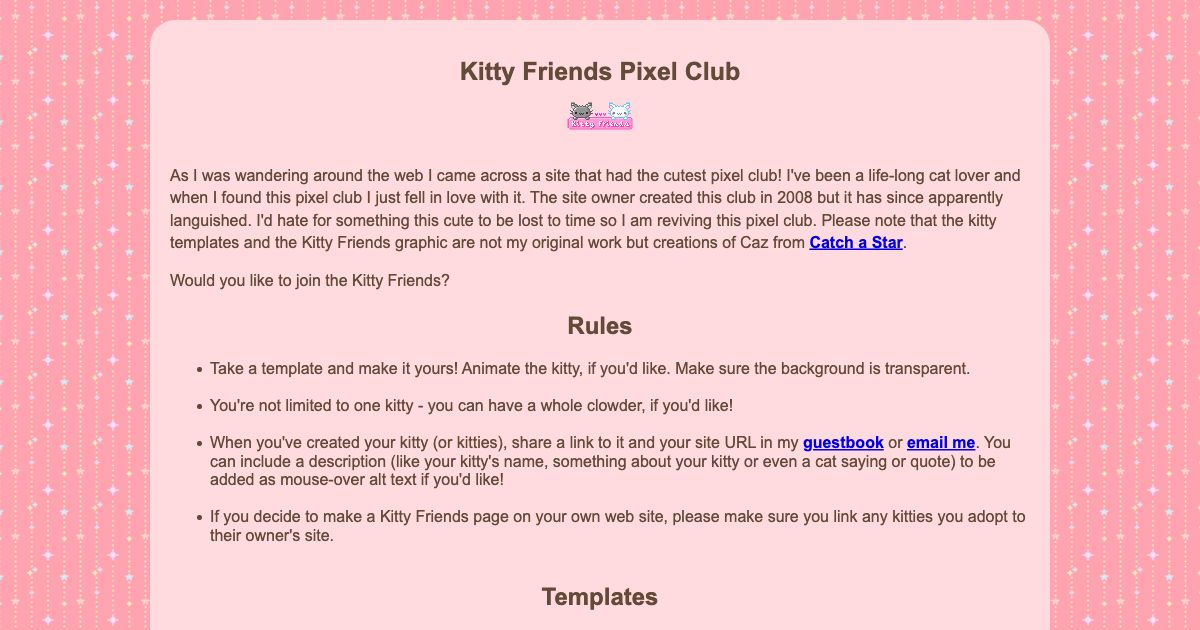 Kitty Friends Pixel Club
Kitty Friends
As I was wandering around the web I came across a site that had the cutest pixel club! I've been a life-long cat lover and
when I found this pixel club I just fell in love with it. The site owner created this club in 2008 but it has since apparently
languished. I'd hate for something this cute to be lost to time so I am reviving this pixel club. Please note that the kitty
templates and the Kitty Friends graphic are not my original work but creations of Caz from Catch a Star.
Would you like to join the Kitty Friends?
Rules
• Take a template and make it yours! Animate the kitty, if you'd like. Make sure the background is transparent.
• You're not limited to one kitty - you can have a whole clowder, if you'd like!
• When you've created your kitty (or kitties), share a link to it and your site URL in my guestbook or email me. You
can include a description (like your kitty's name, something about your kitty or even a cat saying or quote) to be
added as mouse-over alt text if you'd like!
• If you decide to make a Kitty Friends page on your own web site, please make sure you link any kitties you adopt to
their owner's site.
Templates